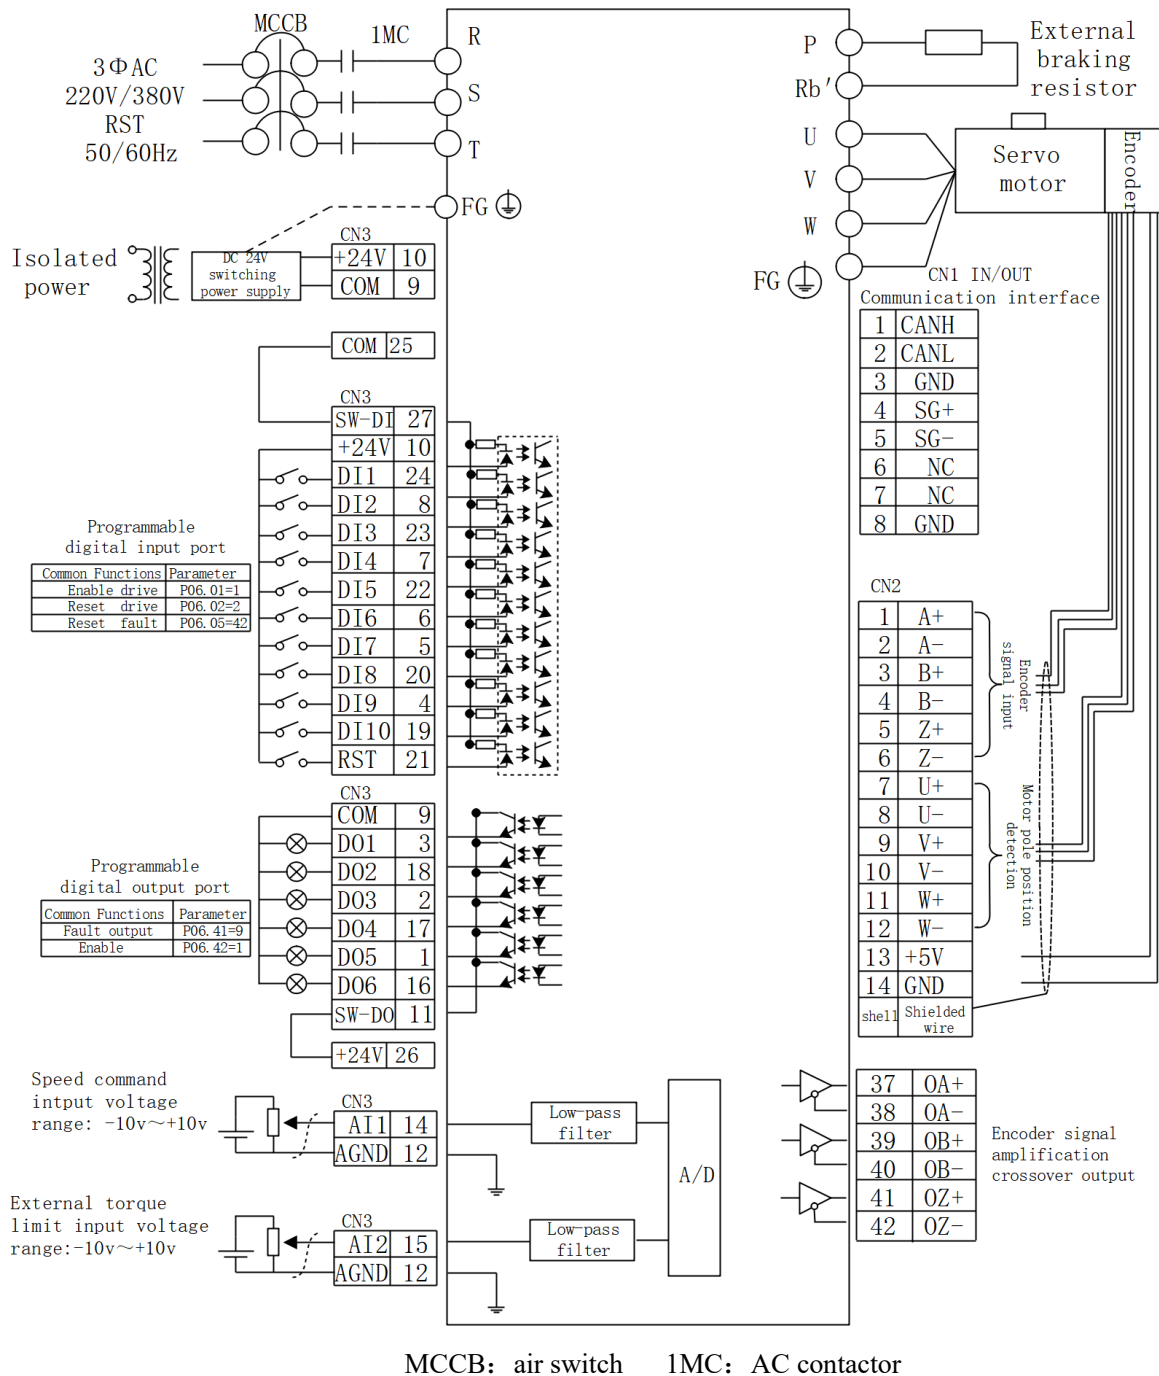 MCCB
1MC
3ΦAC
220V/380V
RST
50/60Hz
R
S
T
FG
P
Rb'
External
braking
resistor
U
V
W
FG
Servo
motor
Encoder
Isolated
power
DC 24V
switching
power supply
CN3
+24V 10
COM 9
COM 25
CN3
SW-DI 27
+24V 10
DI1 24
DI2 8
DI3 23
DI4 7
DI5 22
DI6 6
DI7 5
DI8 20
DI9 4
DI10 19
RST 21
Programmable
digital input port
Common Functions Parameter
Enable drive P06.01=1
Reset drive P06.02=2
Reset fault P06.05=42
CN3
COM 9
DO1 3
DO2 18
DO3 2
DO4 17
DO5 1
DO6 16
SW-DO 11
+24V 26
Programmable
digital output port
Common Functions Parameter
Fault output P06.41=9
Enable P06.42=1
Speed command
intput voltage
range: -10v~+10v
CN3
AI1 14
AGND 12
External torque
limit input voltage
range:-10v~+10v
CN3
AI2 15
AGND 12
Low-pass
filter
Low-pass
filter
A/D
CN1 IN/OUT
Communication interface
1 CANH
2 CANL
3 GND
4 SG+
5 SG-
6 NC
7 NC
8 GND
CN2
1 A+
2 A-
3 B+
4 B-
5 Z+
6 Z-
7 U+
8 U-
9 V+
10 V-
11 W+
12 W-
13 +5V
14 GND
shell Shielded
wire
Encoder
signal input
Motor pole position
detection
37 OA+
38 OA-
39 OB+
40 OB-
41 OZ+
42 OZ-
Encoder signal
amplification
crossover output
MCCB：air switch 1MC：AC contactor